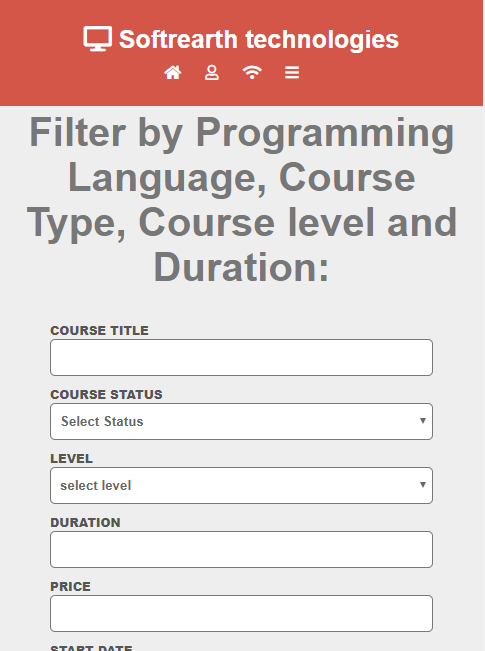 Softrearth technologies
Filter by Programming
Language, Course
Type, Course level and
Duration:
COURSE TITLE
COURSE STATUS
Select Status
LEVEL
select level
DURATION
PRICE
START DATE